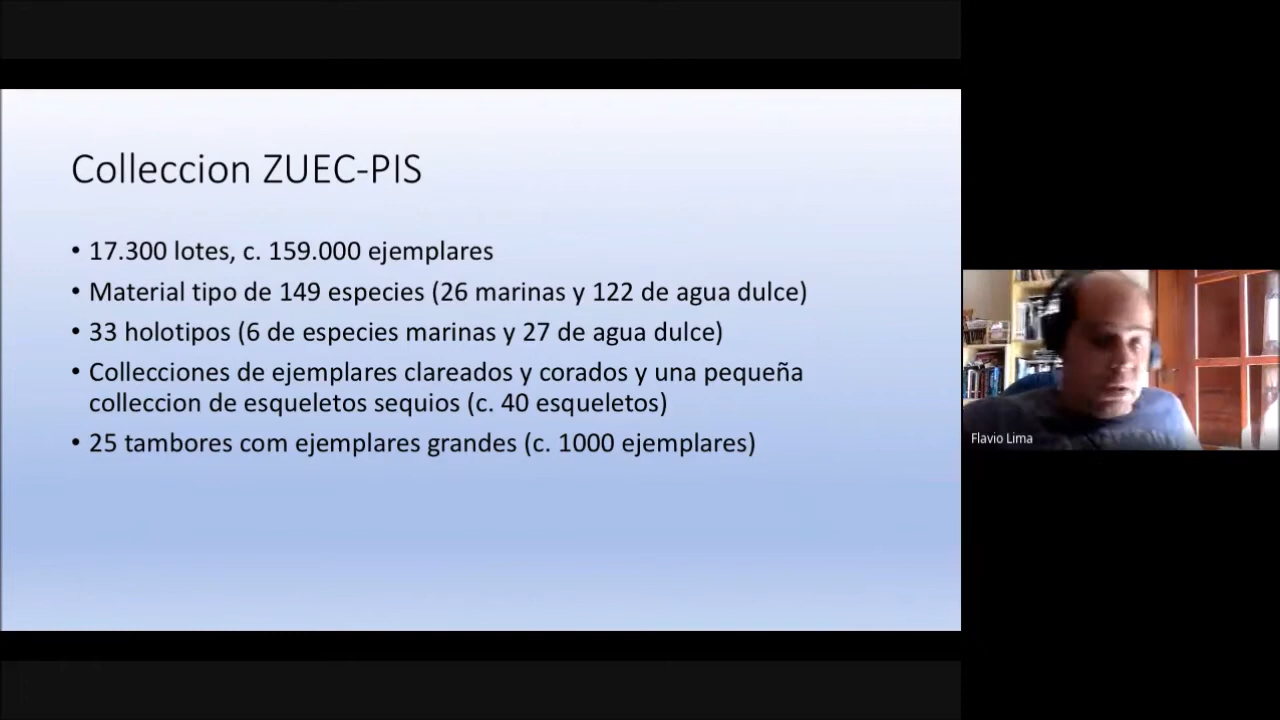 Colleccion ZUEC-PIS
• 17.300 lotes, c. 159.000 ejemplares
• Material tipo de 149 especies (26 marinas y 122 de agua dulce)
• 33 holotipos (6 de especies marinas y 27 de agua dulce)
• Collecciones de ejemplares clareados y corados y una pequeña
colleccion de esqueletos sequios (c. 40 esqueletos)
• 25 tambores com ejemplares grandes (c. 1000 ejemplares)
Flavio Lima